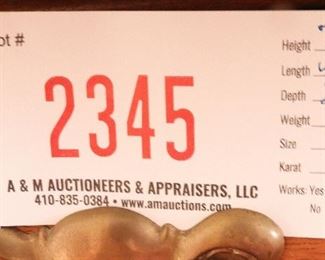 ot #
2345
A & M AUCTIONEERS & APPRAISERS, LLC
410-835-0384 • www.amauctions.com
Height
Length
Depth
Weight
Size
Karat
Works: Yes
No